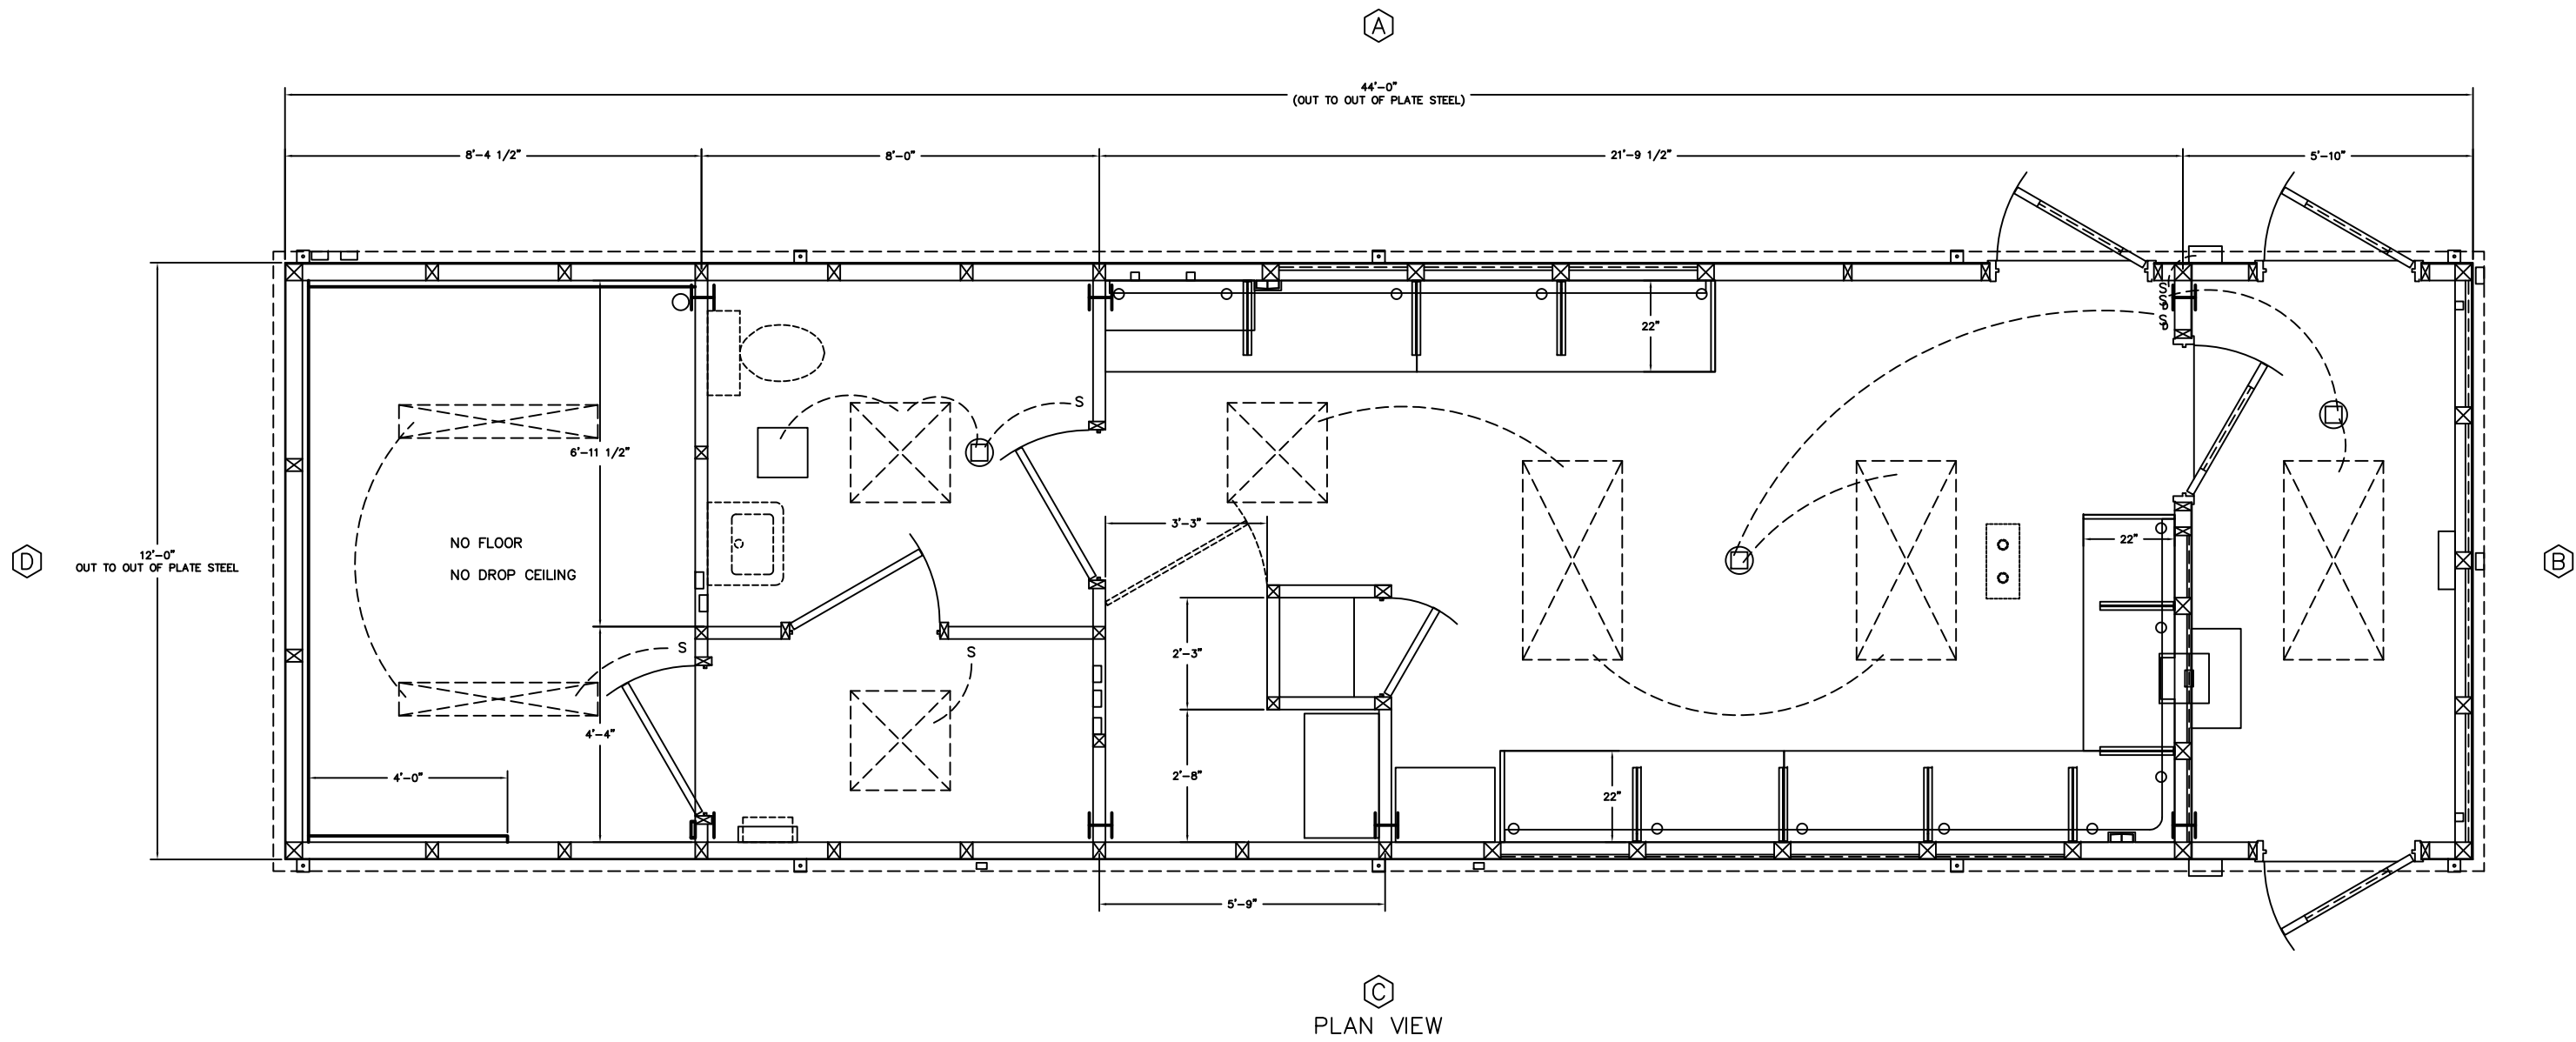 A
44'-0"
(OUT TO OUT OF PLATE STEEL)
8'-4 1/2"
8'-0"
21'-9 1/2"
5'-10"
S
S
D
S
D
22"
S
6'-11 1/2"
3'-3"
NO FLOOR
22"
D
12'-0"
OUT TO OUT OF PLATE STEEL
B
NO DROP CEILING
S
S
2'-3"
4'-4"
4'-0"
2'-8"
22"
5'-9"
C
PLAN VIEW